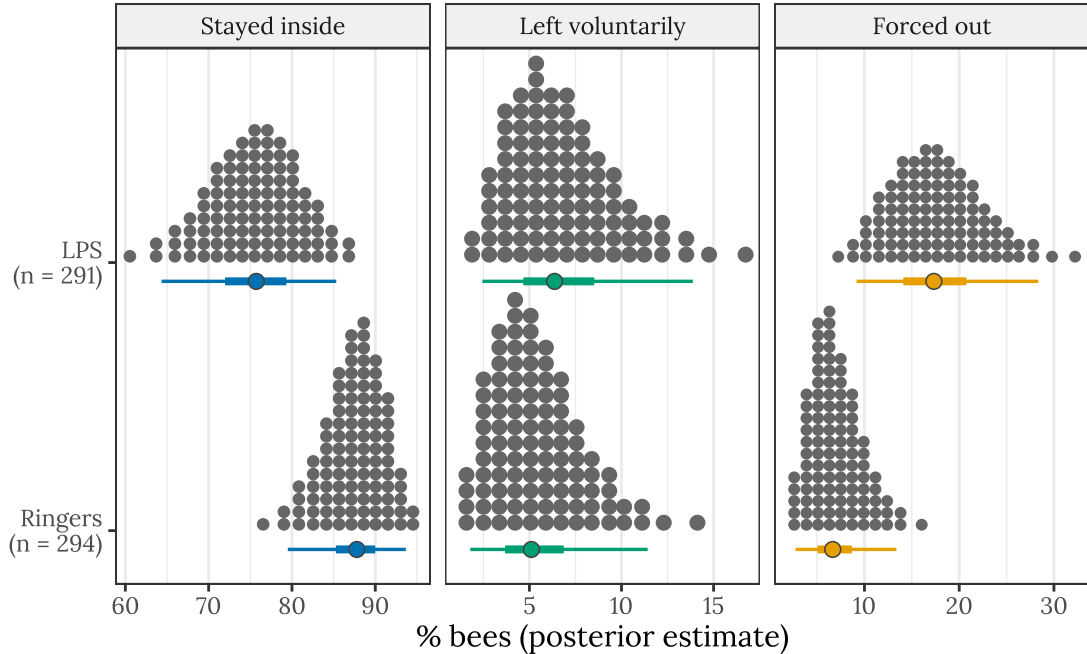 Stayed inside
Left voluntarily
Forced out
LPS
(n = 291)
Ringers
(n = 294)
60 70 80 90
5 10 15
10 20 30
% bees (posterior estimate)